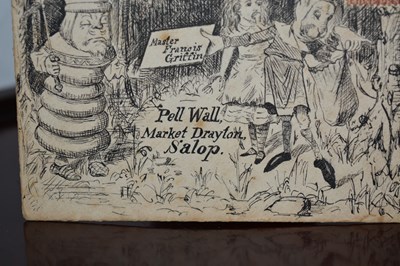 Master
Francis
Griffin
Pell Wall,
Market Drayton,
Salop.